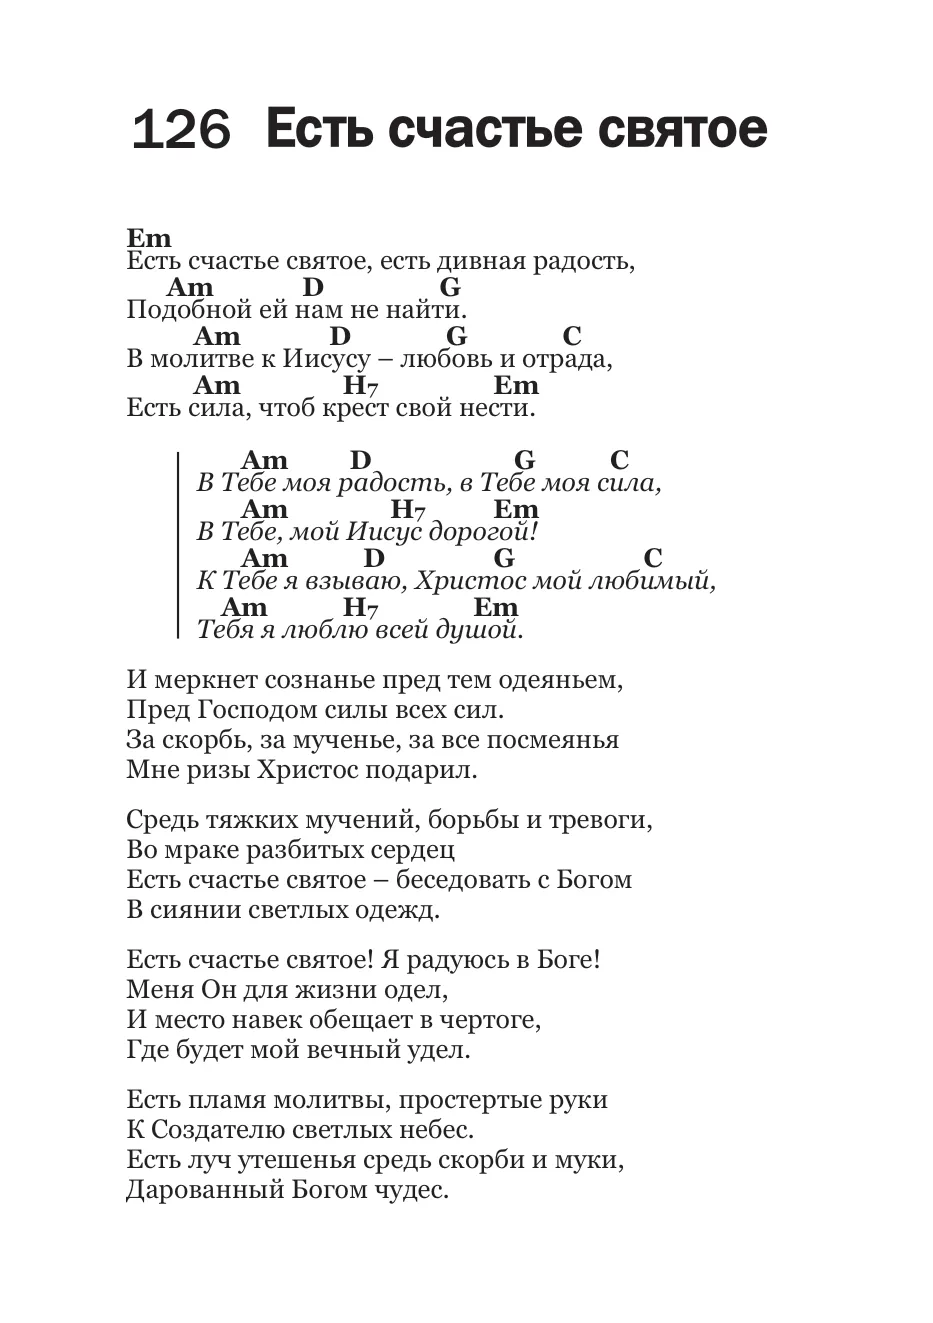 126 Есть счастье святое
Em
Есть счастье святое, есть дивная радость,
Am D G
Подобной ей нам не найти.
Am D G C
В молитве к Иисусу – любовь и отрада,
Am H7 Em
Есть сила, чтоб крест свой нести.
Am D G C
В Тебе моя радость, в Тебе моя сила,
Am H7 Em
В Тебе, мой Иисус дорогой!
Am D G C
К Тебе я взываю, Христос мой любимый,
Am H7 Em
Тебя я люблю всей душой.
И меркнет сознанье пред тем одеяньем,
Пред Господом силы всех сил.
За скорбь, за мученье, за все посмеянья
Мне ризы Христос подарил.
Средь тяжких мучений, борьбы и тревоги,
Во мраке разбитых сердец
Есть счастье святое – беседовать с Богом
В сиянии светлых одежд.
Есть счастье святое! Я радуюсь в Боге!
Меня Он для жизни одел,
И место навек обещает в чертоге,
Где будет мой вечный удел.
Есть пламя молитвы, простертые руки
К Создателю светлых небес.
Есть луч утешенья средь скорби и муки,
Дарованный Богом чудес.